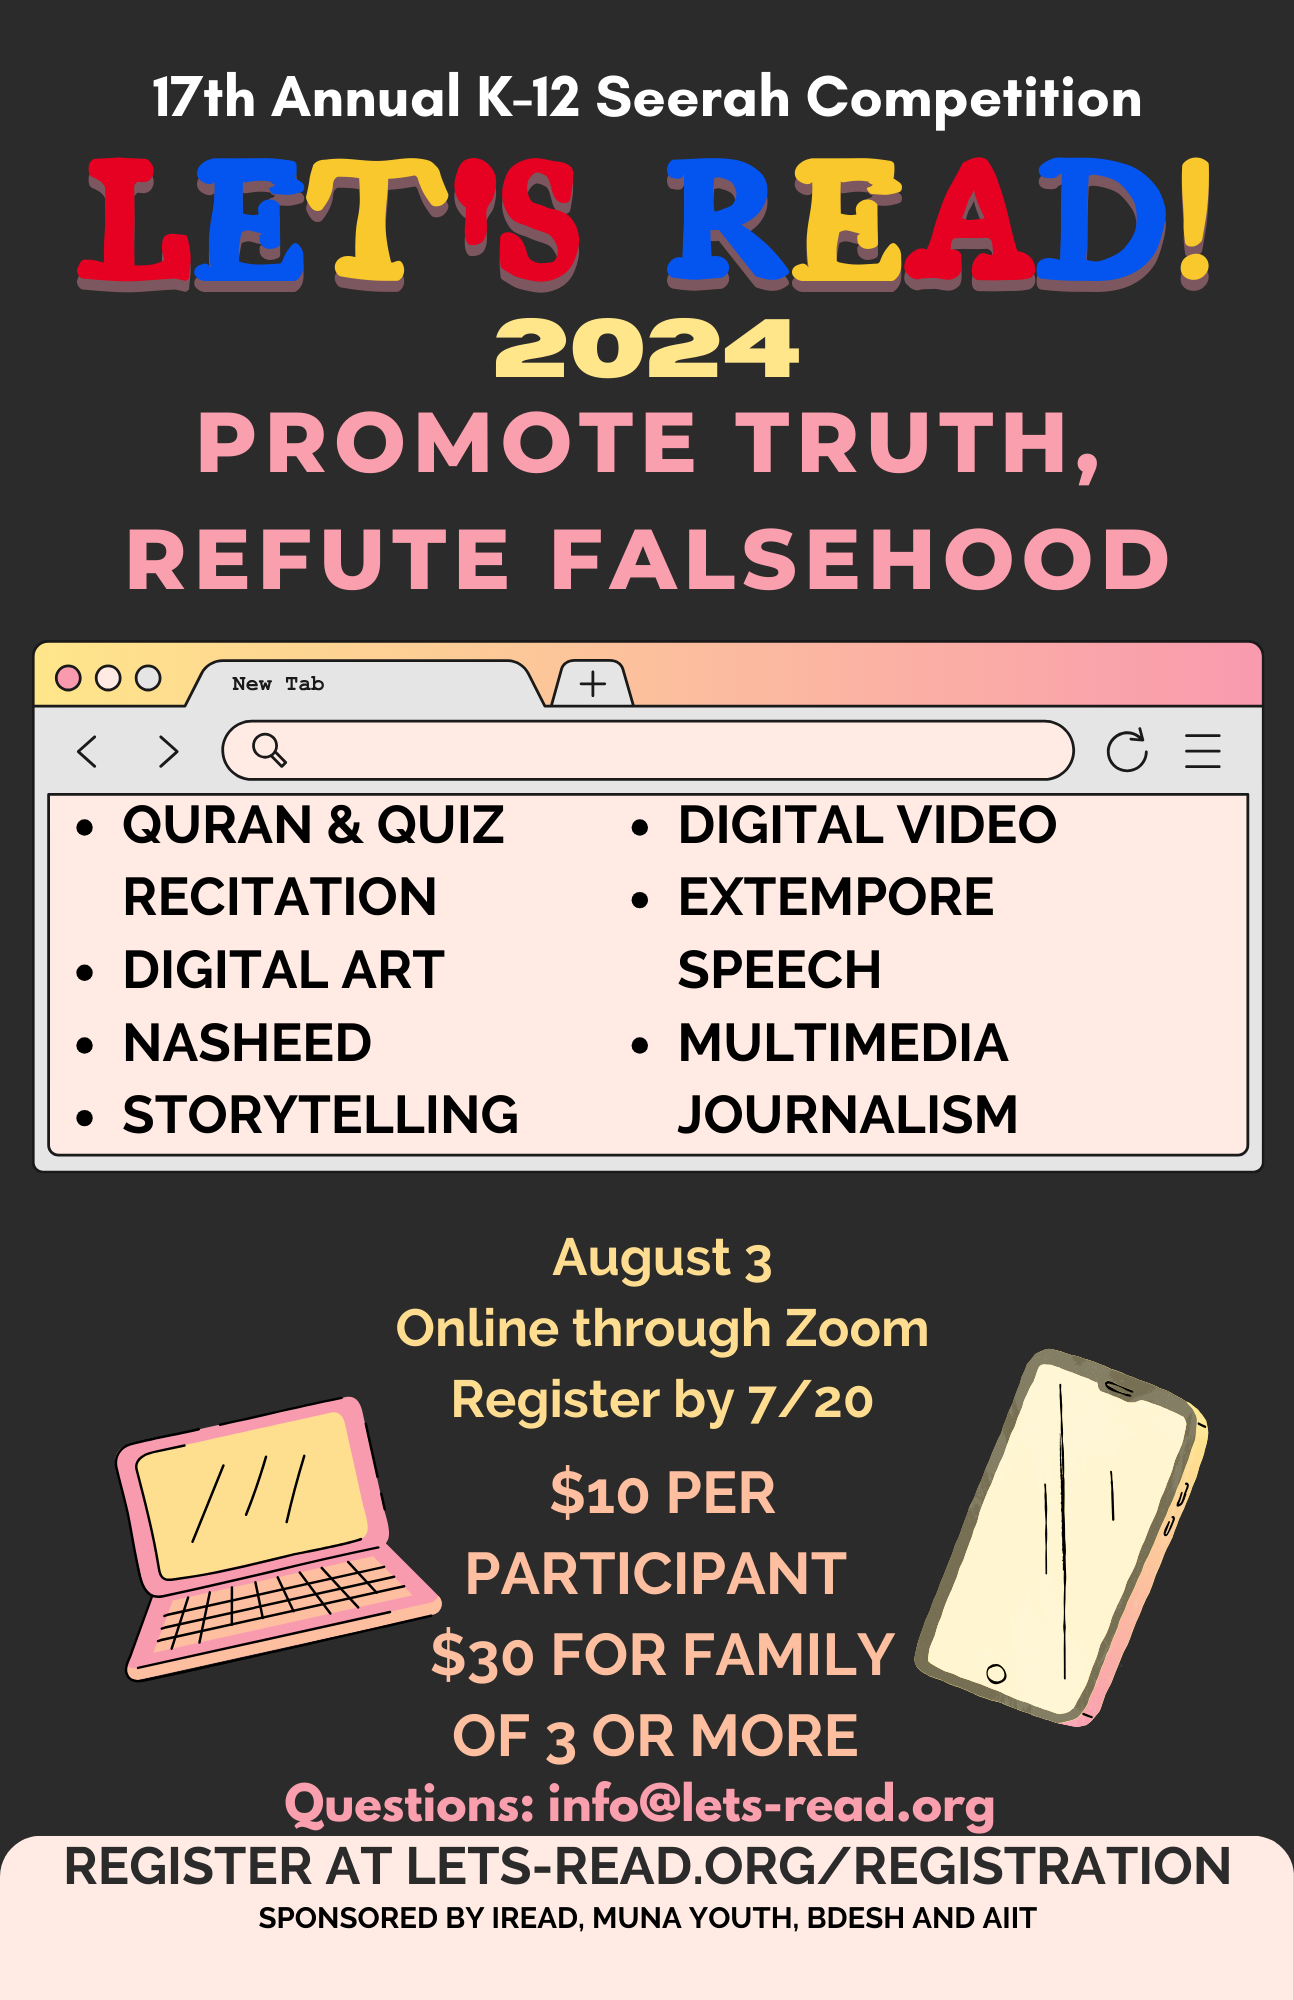 17th Annual K-12 Seerah Competition
LET'S READ!
2024
PROMOTE TRUTH,
REFUTE FALSEHOOD
New Tab
• QURAN & QUIZ
RECITATION
• DIGITAL ART
• NASHEED
• STORYTELLING
• DIGITAL VIDEO
• EXTEMPORE
SPEECH
• MULTIMEDIA
JOURNALISM
August 3
Online through Zoom
Register by 7/20
$10 PER
PARTICIPANT
$30 FOR FAMILY
OF 3 OR MORE
Questions: info@lets-read.org
REGISTER AT LETS-READ.ORG/REGISTRATION
SPONSORED BY IREAD, MUNA YOUTH, BDESH AND AIIT